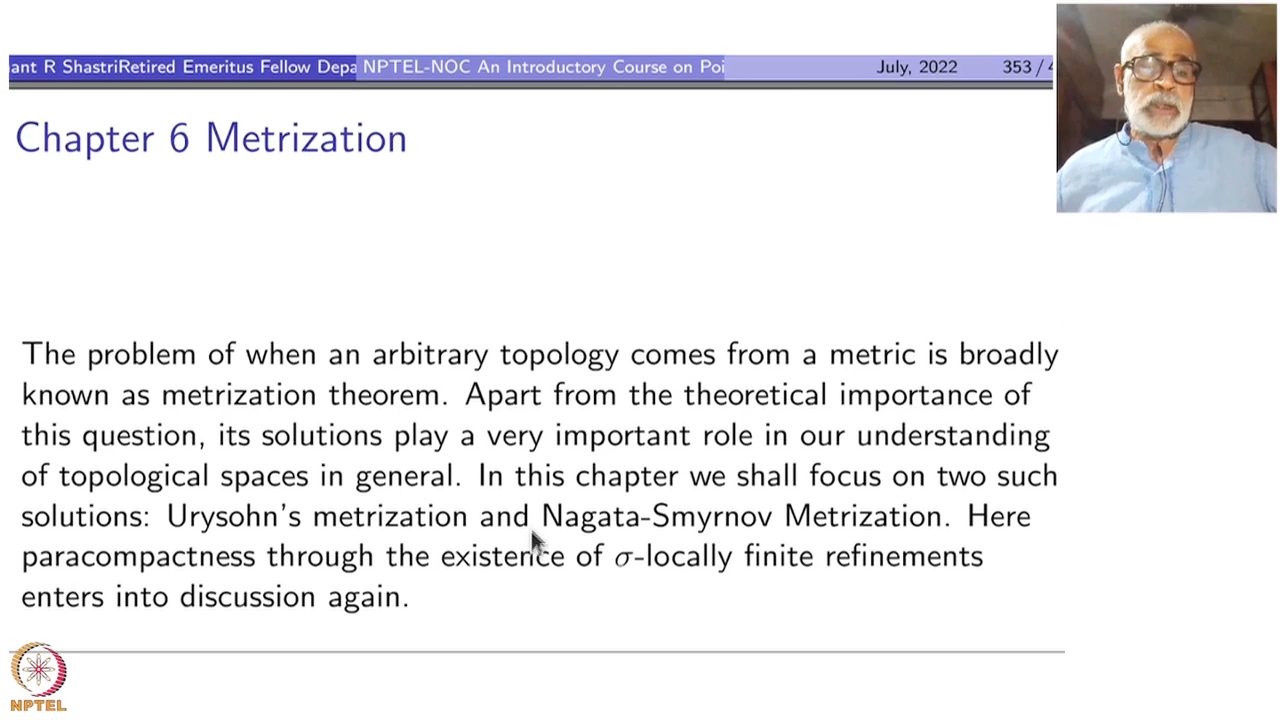 ant R ShastriRetired Emeritus Fellow Depa NPTEL-NOC An Introductory Course on Poi July, 2022 353 /
Chapter 6 Metrization
The problem of when an arbitrary topology comes from a metric is broadly
known as metrization theorem. Apart from the theoretical importance of
this question, its solutions play a very important role in our understanding
of topological spaces in general. In this chapter we shall focus on two such
solutions: Urysohn's metrization and Nagata-Smyrnov Metrization. Here
paracompactness through the existence of σ-locally finite refinements
enters into discussion again.
NPTEL